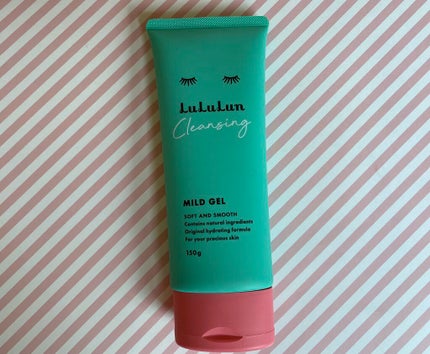 LuLuLun
Cleansing
MILD GEL
SOFT AND SMOOTH
Contains natural ingredients
Original hydrating formula
For your precious skin
150g